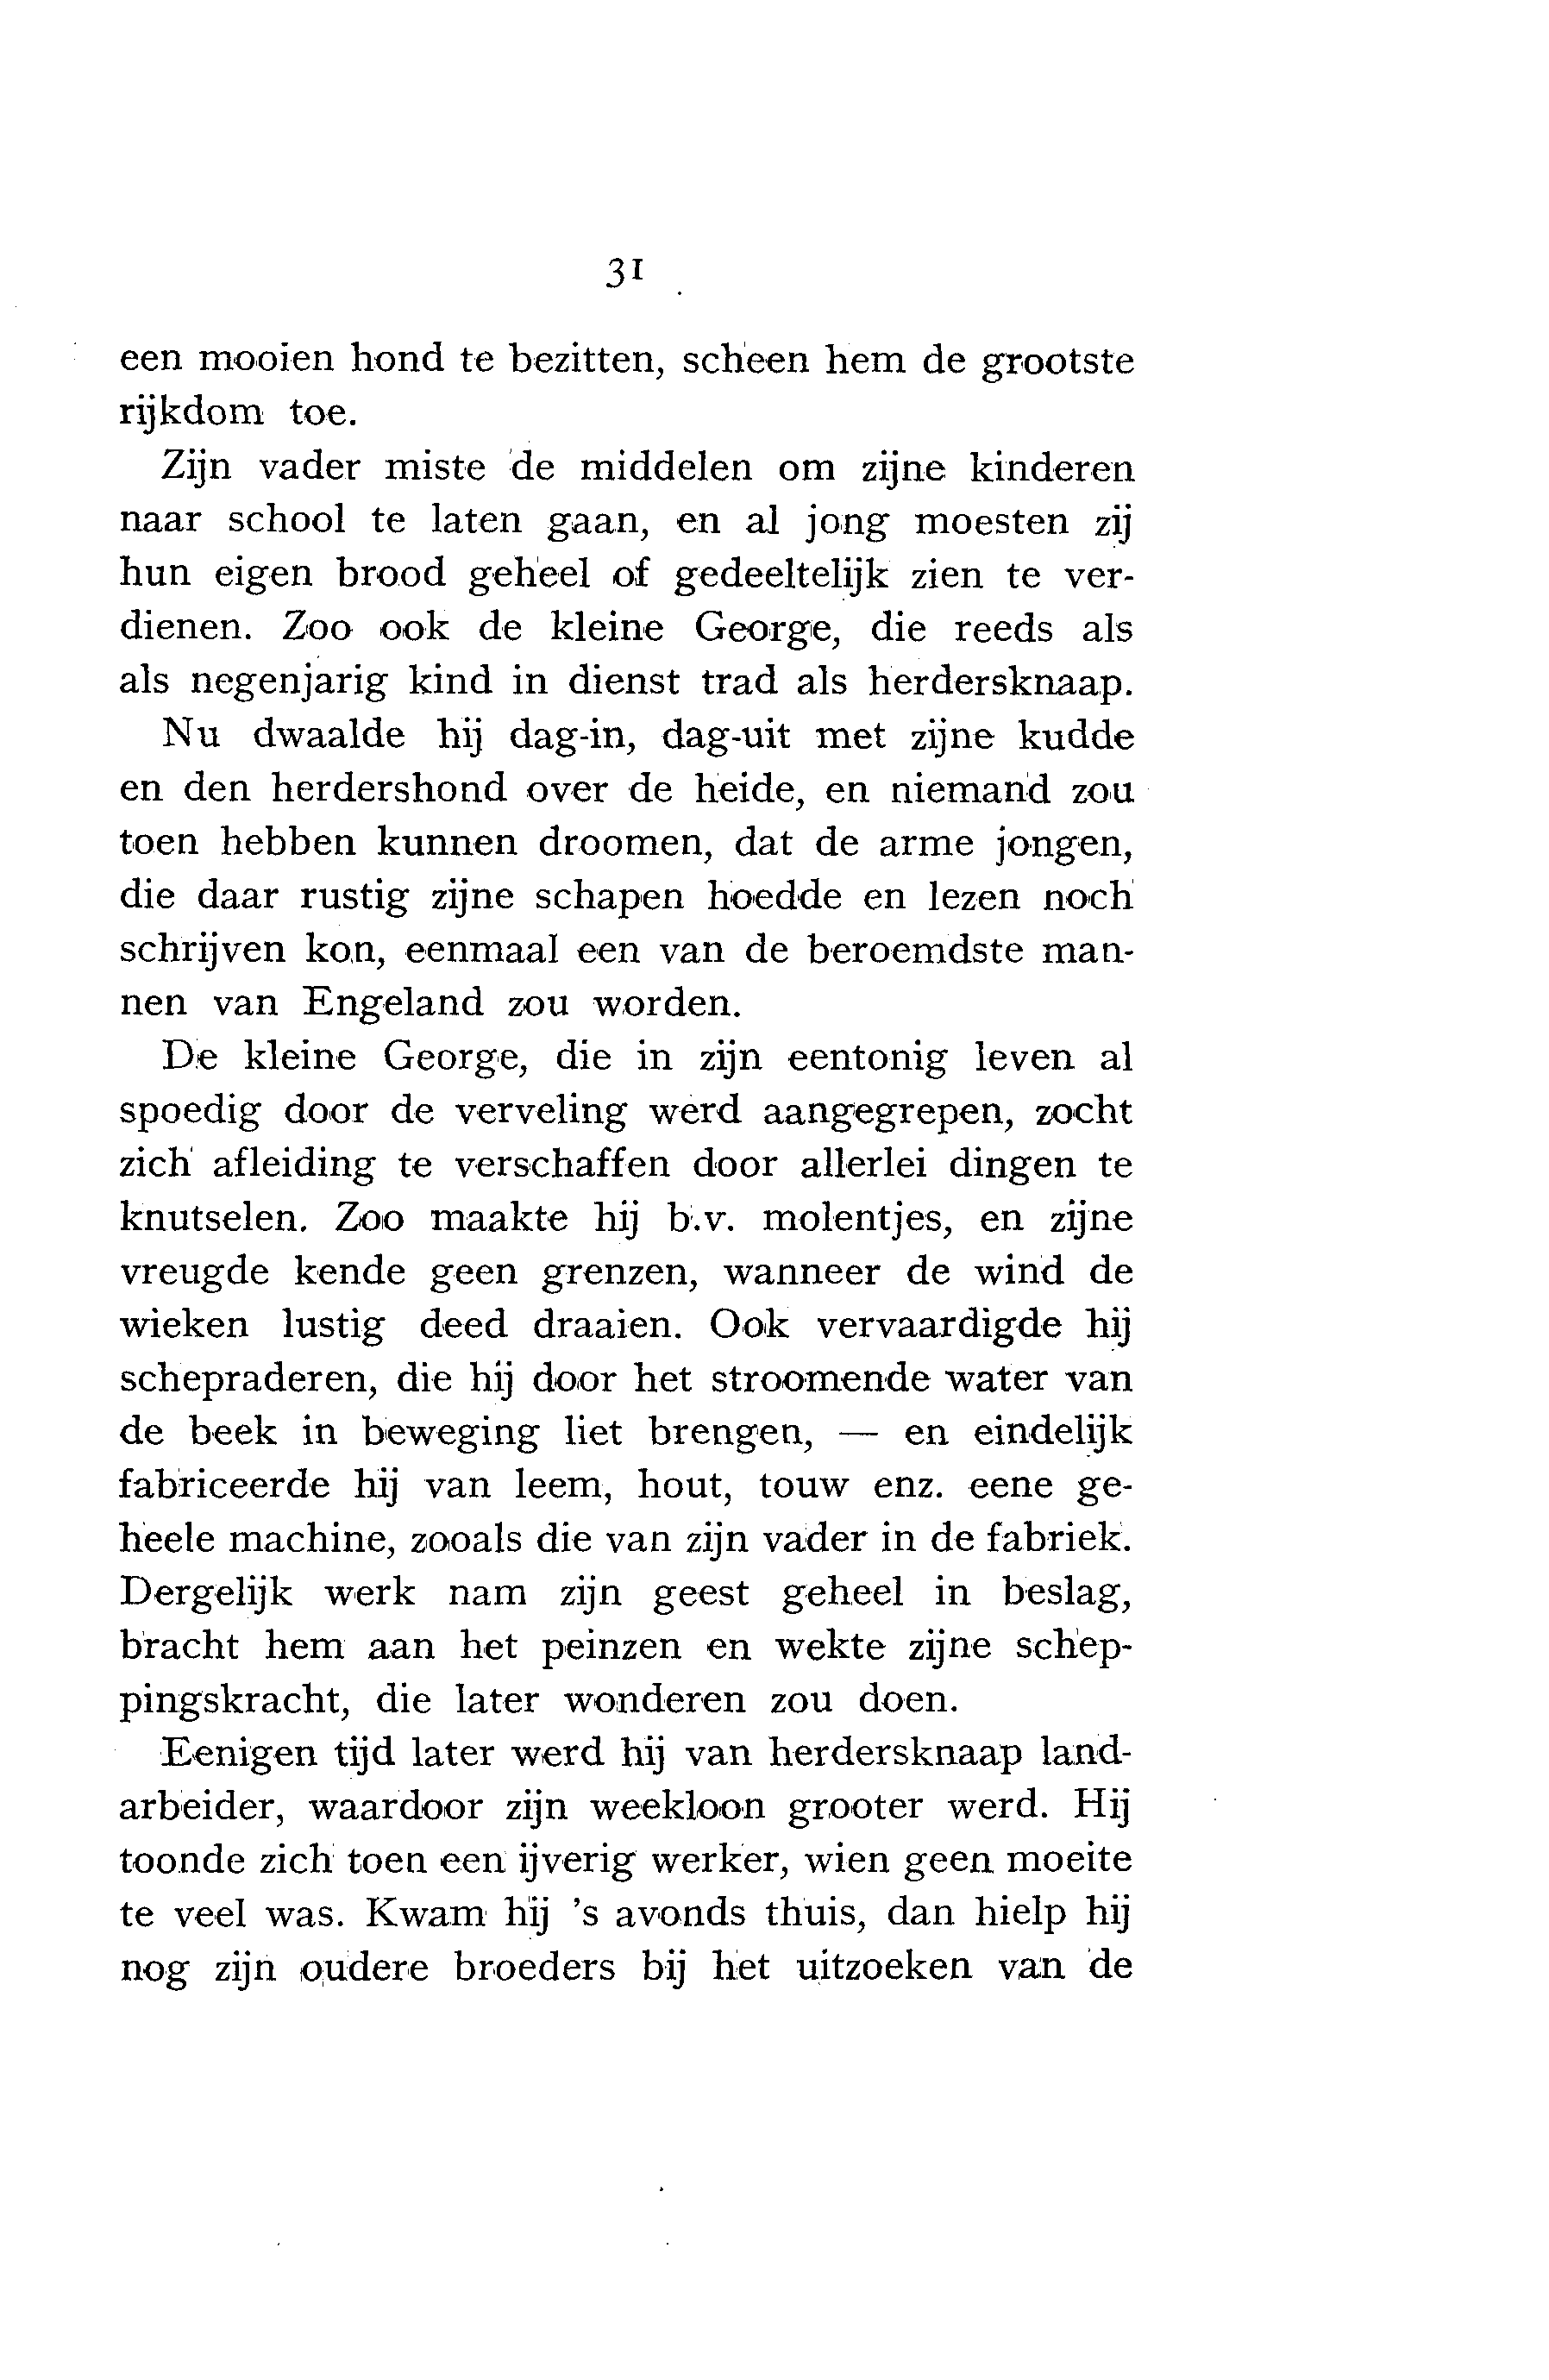 31
een mooien hond te bezitten, scheen hem de grootste
rijkdom toe.
Zijn vader miste de middelen om zijne kinderen
naar school te laten gaan, en al jong moesten zij
hun eigen brood geheel of gedeeltelijk zien te ver-
dienen. Zoo ook de kleine George, die reeds als
als negenjarig kind in dienst trad als herdersknaap.
Nu dwaalde hij dag-in, dag-uit met zijne kudde
en den herdershond over de heide, en niemand zou
toen hebben kunnen droomen, dat de arme jongen,
die daar rustig zijne schapen hoedde en lezen noch
schrijven kon, eenmaal een van de beroemdste man-
nen van Engeland zou worden.
De kleine George, die in zijn eentonig leven al
spoedig door de verveling werd aangegrepen, zocht
zich afleiding te verschaffen door allerlei dingen te
knutselen. Zoo maakte hij b.v. molentjes, en zijne
vreugde kende geen grenzen, wanneer de wind de
wieken lustig deed draaien. Ook vervaardigde hij
schepraderen, die hij door het stroomende water van
de beek in beweging liet brengen, — en eindelijk
fabriceerde hij van leem, hout, touw enz. eene ge-
heele machine, zooals die van zijn vader in de fabriek.
Dergelijk werk nam zijn geest geheel in beslag,
bracht hem aan het peinzen en wekte zijne schep-
pingskracht, die later wonderen zou doen.
Eenigen tijd later werd hij van herdersknaap land-
arbeider, waardoor zijn weekloon grooter werd. Hij
toonde zich toen een ijverig werker, wien geen moeite
te veel was. Kwam hij 's avonds thuis, dan hielp hij
nog zijn oudere broeders bij het uitzoeken van de